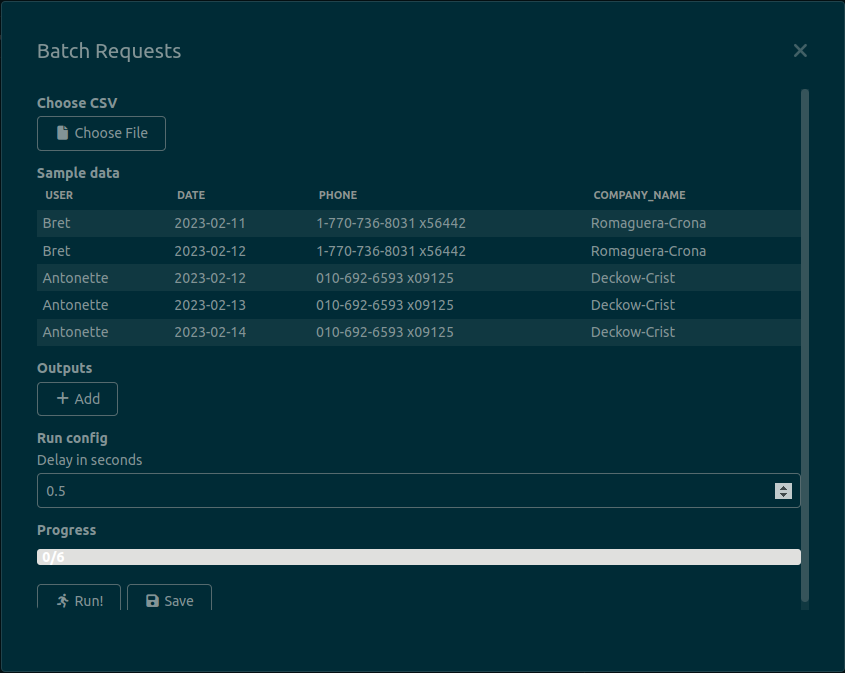 Batch Requests
Choose CSV
Choose File
Sample data
USER DATE PHONE COMPANY_NAME
Bret 2023-02-11 1-770-736-8031 x56442 Romaguera-Crona
Bret 2023-02-12 1-770-736-8031 x56442 Romaguera-Crona
Antonette 2023-02-12 010-692-6593 x09125 Deckow-Crist
Antonette 2023-02-13 010-692-6593 x09125 Deckow-Crist
Antonette 2023-02-14 010-692-6593 x09125 Deckow-Crist
Outputs
+ Add
Run config
Delay in seconds
0.5
Progress
0/6
Run! Save